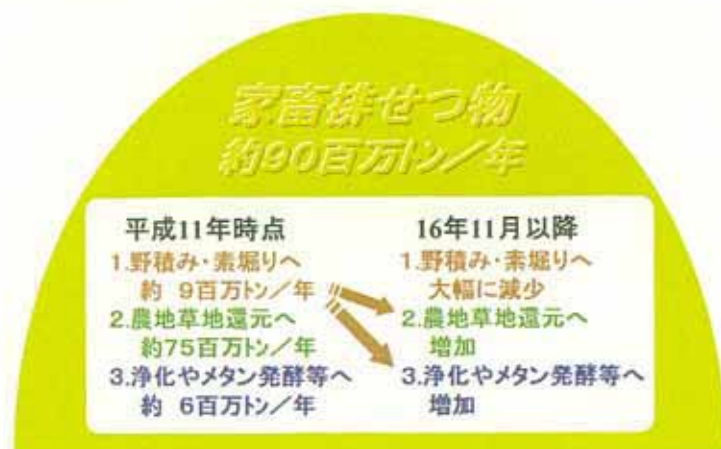 家畜排せつ物
約90百万トン／年
平成11年時点
1.野積み・素堀りへ
約 9百万トン／年
2.農地草地還元へ
約75百万トン／年
3.浄化やメタン発酵等へ
約 6百万トン／年
16年11月以降
1.野積み・素堀りへ
大幅に減少
2.農地草地還元へ
増加
3.浄化やメタン発酵等へ
増加